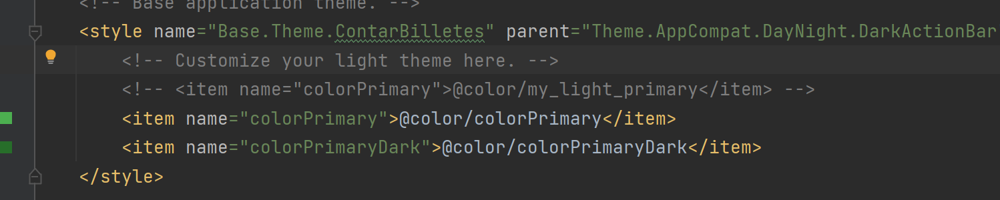 <!-- Base application theme. -->
<style name="Base.Theme.ContarBilletes" parent="Theme.AppCompat.DayNight.DarkActionBar
<!-- Customize your light theme here. -->
<!-- <item name="colorPrimary">@color/my_light_primary</item> -->
<item name="colorPrimary">@color/colorPrimary</item>
<item name="colorPrimaryDark">@color/colorPrimaryDark</item>
</style>